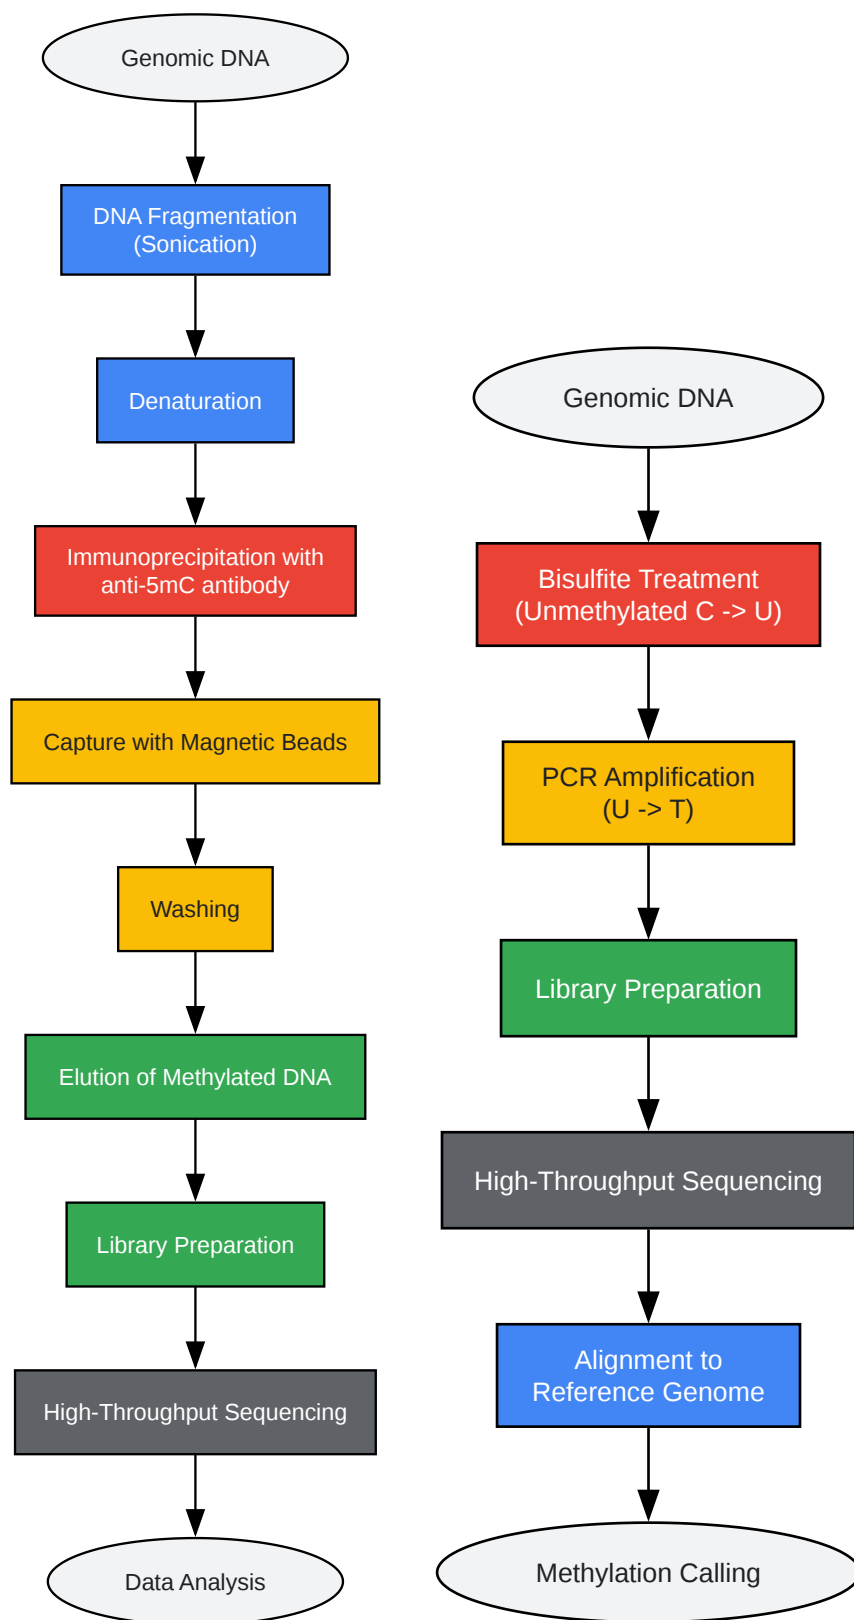 Genomic DNA
DNA Fragmentation
(Sonication)
Denaturation
Immunoprecipitation with
anti-5mC antibody
Capture with Magnetic Beads
Washing
Elution of Methylated DNA
Library Preparation
High-Throughput Sequencing
Data Analysis
Genomic DNA
Bisulfite Treatment
(Unmethylated C -> U)
PCR Amplification
(U -> T)
Library Preparation
High-Throughput Sequencing
Alignment to
Reference Genome
Methylation Calling